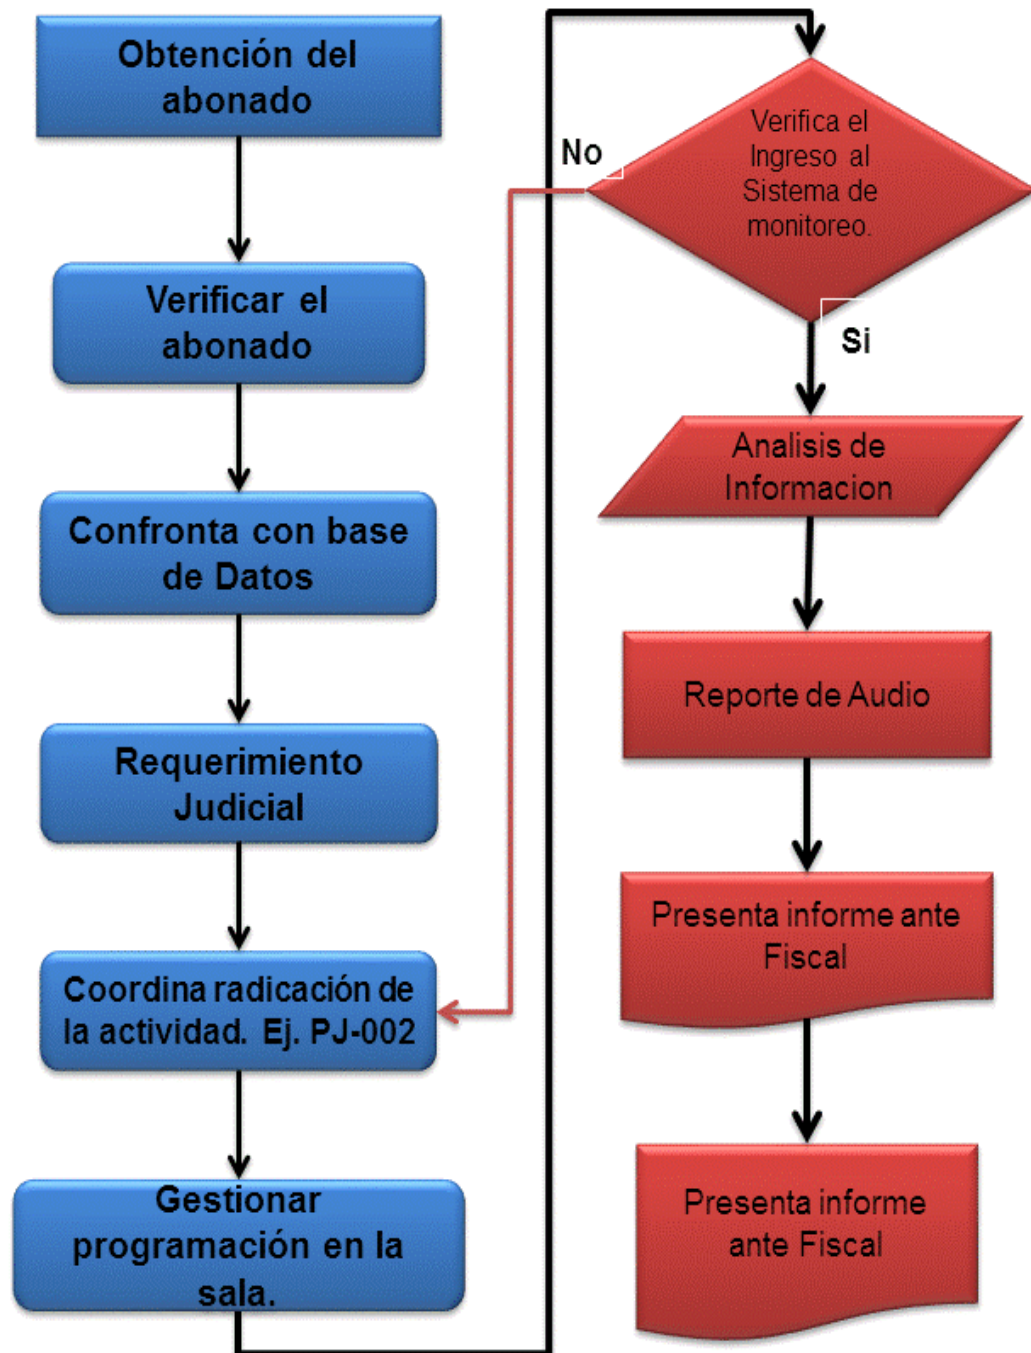 Obtención del
abonado
Verificar el
abonado
Confronta con base
de Datos
Requerimiento
Judicial
Coordina radicación de
la actividad. Ej. PJ-002
Gestionar
programación en la
sala.
No
Verifica el
Ingreso al
Sistema de
monitoreo.
Si
Analisis de
Informacion
Reporte de Audio
Presenta informe ante
Fiscal
Presenta informe
ante Fiscal